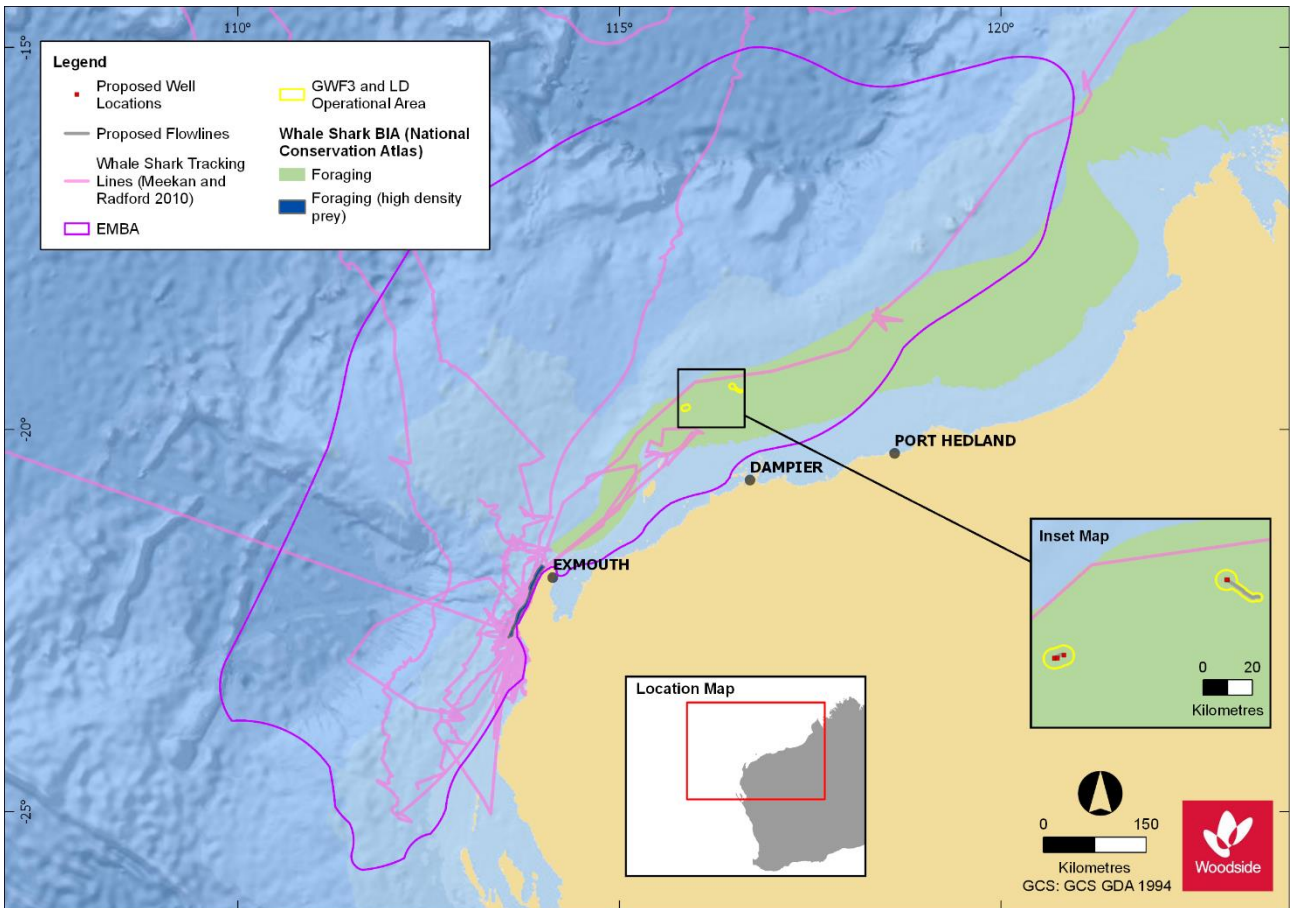 110°
115°
120°
-15°
-20°
-25°
Legend
Proposed Well
Locations
Proposed Flowlines
Whale Shark Tracking
Lines (Meekan and
Radford 2010)
EMBA
GWF3 and LD
Operational Area
Whale Shark BIA (National
Conservation Atlas)
Foraging
Foraging (high density
prey)
PORT HEDLAND
DAMPIER
EXMOUTH
Inset Map
0 20
Kilometres
Location Map
0 150
Kilometres
GCS: GCS GDA 1994
Woodside